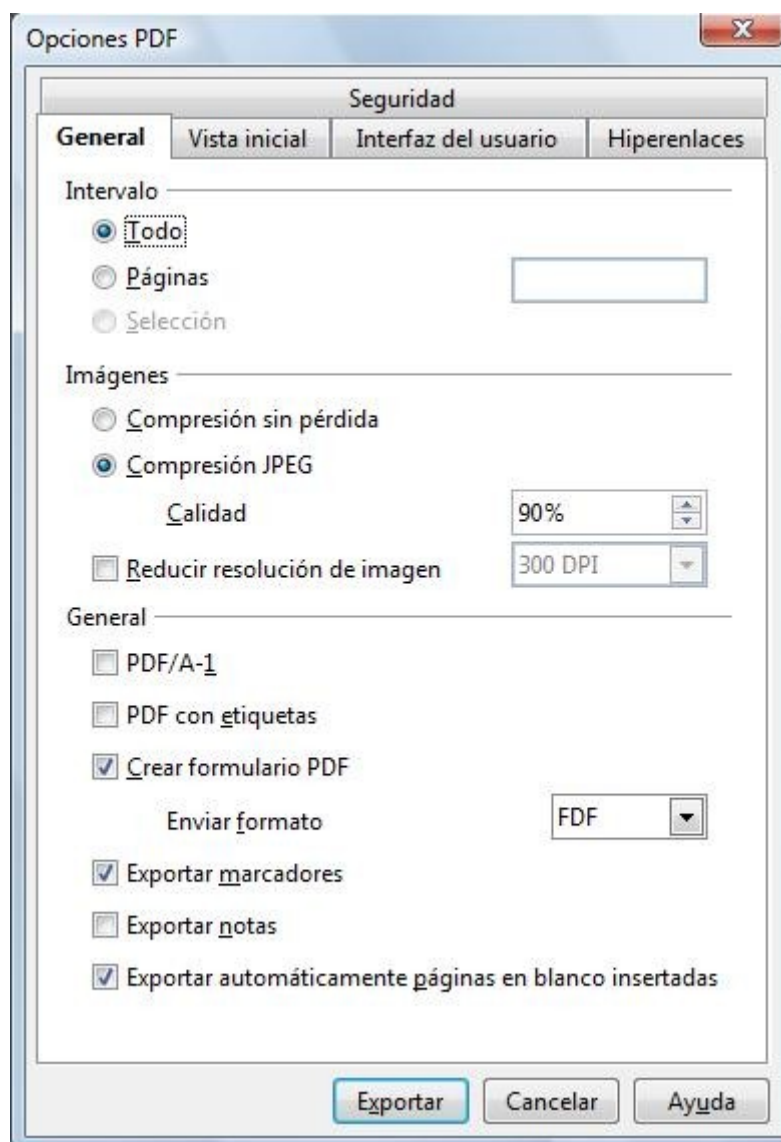 Opciones PDF
Seguridad
General Vista inicial Interfaz del usuario Hiperenlaces
Intervalo
Todo
Páginas
Selección
Imágenes
Compresión sin pérdida
Compresión JPEG
Calidad 90%
Reducir resolución de imagen 300 DPI
General
PDF/A-1
PDF con etiquetas
Crear formulario PDF
Enviar formato FDF
Exportar marcadores
Exportar notas
Exportar automáticamente páginas en blanco insertadas
Exportar Cancelar Ayuda